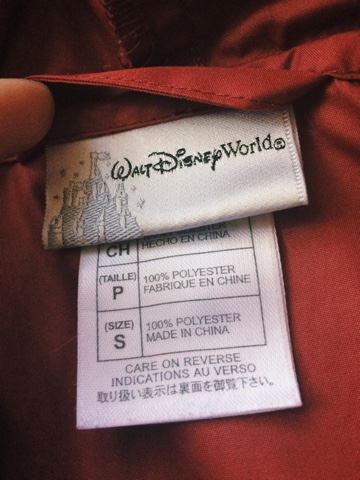 Walt Disney World®
CH
HECHO EN CHINA
(TAILLE)
P
100% POLYESTER
FABRIQUE EN CHINE
(SIZE)
S
100% POLYESTER
MADE IN CHINA
CARE ON REVERSE
INDICATIONS AU VERSO
取り扱い表示は裏面を御覧下さい。